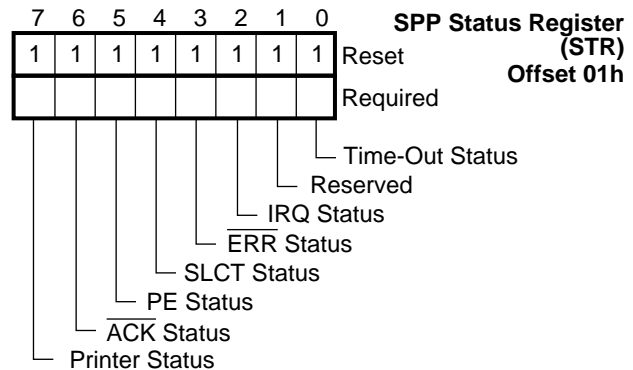 7 6 5 4 3 2 1 0
SPP Status Register
(STR)
Offset 01h
1 1 1 1 1 1 1 1 Reset
Required
Time-Out Status
Reserved
IRQ Status
ERR Status
SLCT Status
PE Status
ACK Status
Printer Status